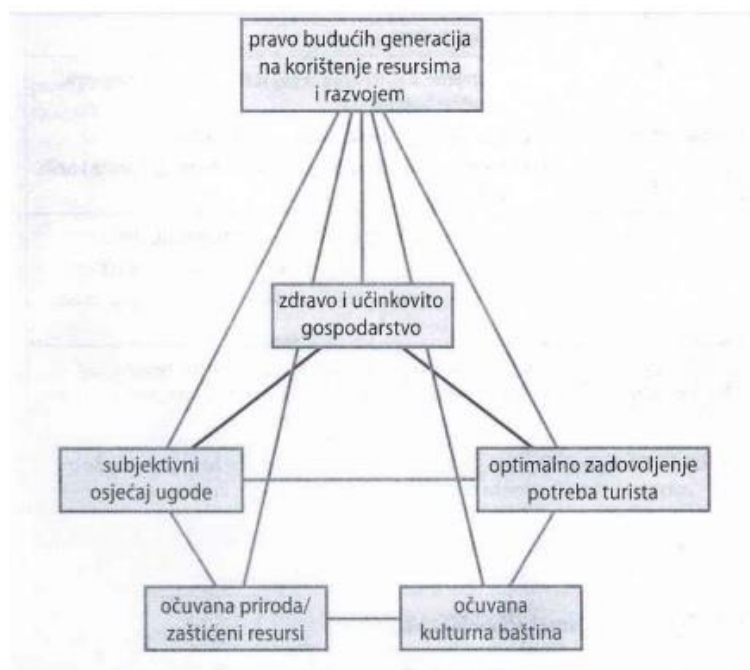 pravo budućih generacija
na korištenje resursima
i razvojem
zdravo i učinkovito
gospodarstvo
subjektivni
osjećaj ugode
optimalno zadovoljenje
potreba turista
očuvana priroda/
zaštićeni resursi
očuvana
kulturna baština